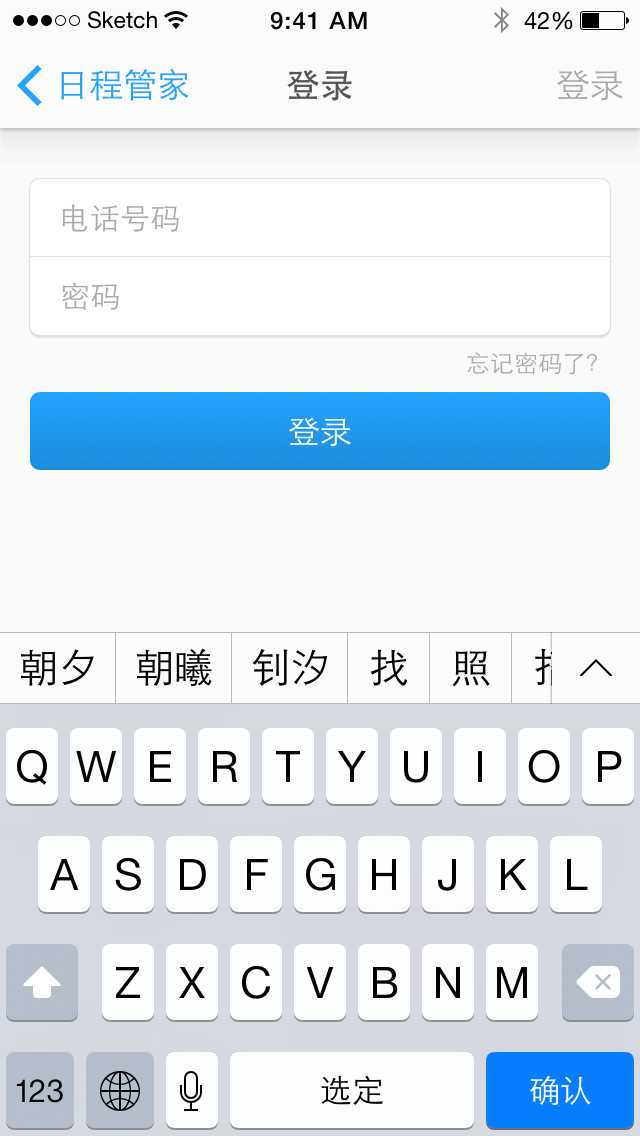 Sketch 9:41 AM 42%
日程管家 登录 登录
电话号码
密码
忘记密码了?
登录
朝夕 朝曦 钊汐 找 照
Q W E R T Y U I O P
A S D F G H J K L
Z X C V B N M
123 选定 确认